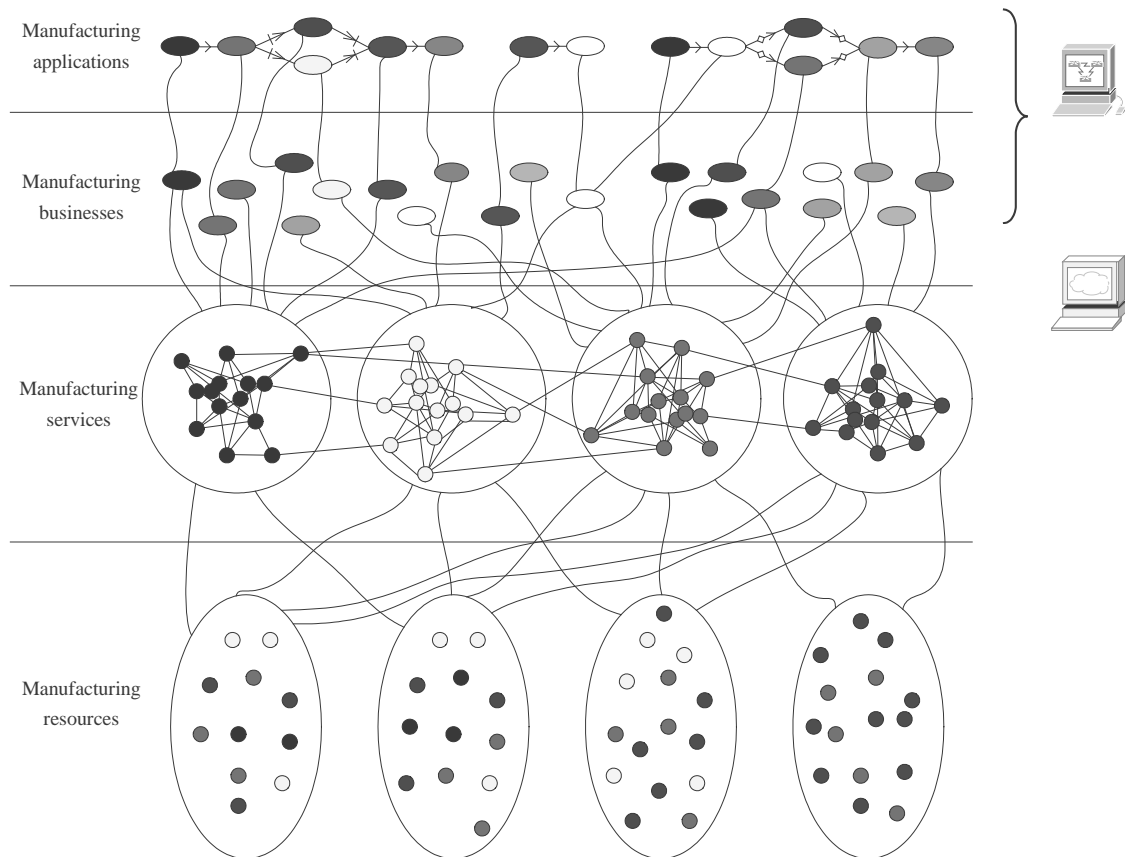 Manufacturing
applications
Manufacturing
businesses
Manufacturing
services
Manufacturing
resources